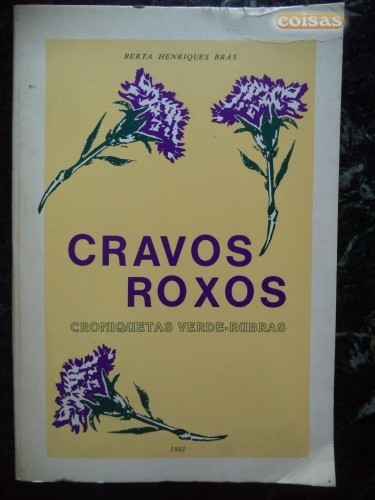 coisas
BERTA HENRIQUES BRÁS
CRAVOS
ROXOS
CRONIQUETAS VERDE-RUBRAS
1981